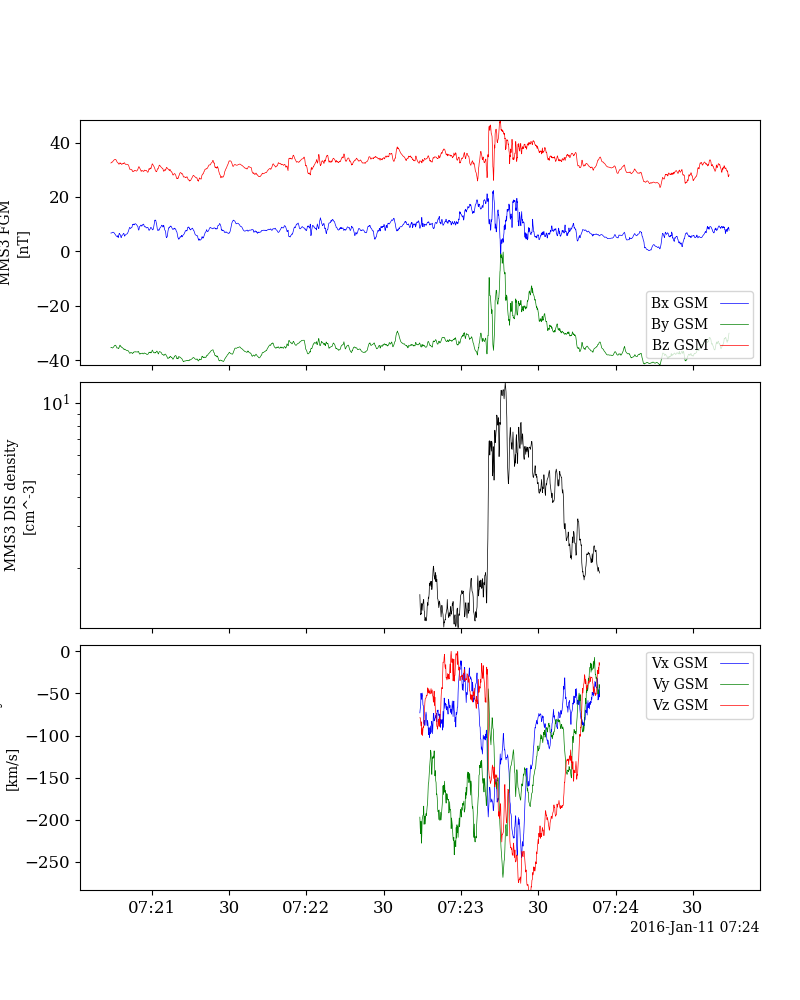 40
20
0
−20
−40
MMS3 FGM
[nT]
Bx GSM
By GSM
Bz GSM
10^1
MMS3 DIS density
[cm^-3]
0
−50
−100
−150
−200
−250
[km/s]
Vx GSM
Vy GSM
Vz GSM
07:21
30
07:22
30
07:23
30
07:24
30
2016-Jan-11 07:24